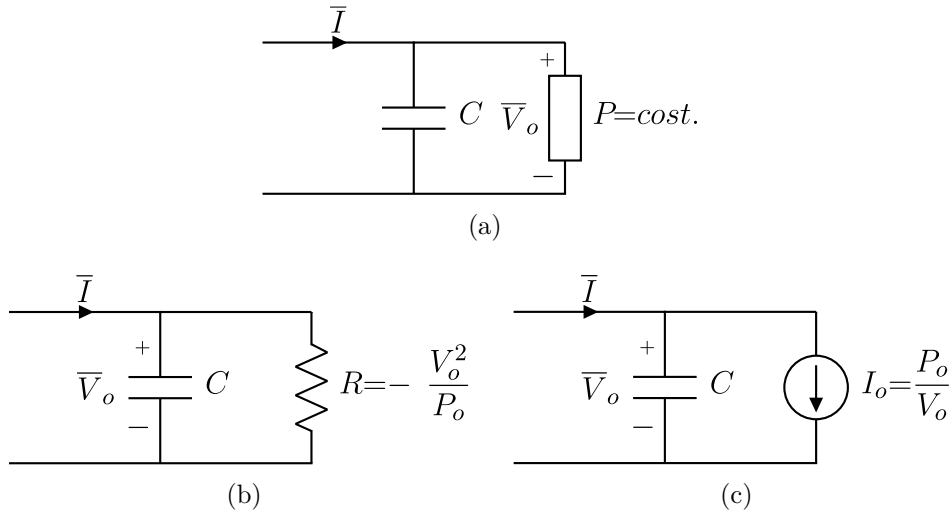 I̅
+
C V̅o P=cost.
−
(a)
I̅ I̅
+ +
V̅o C R=− Vo²/Po V̅o C Io=Po/Vo
− −
(b) (c)